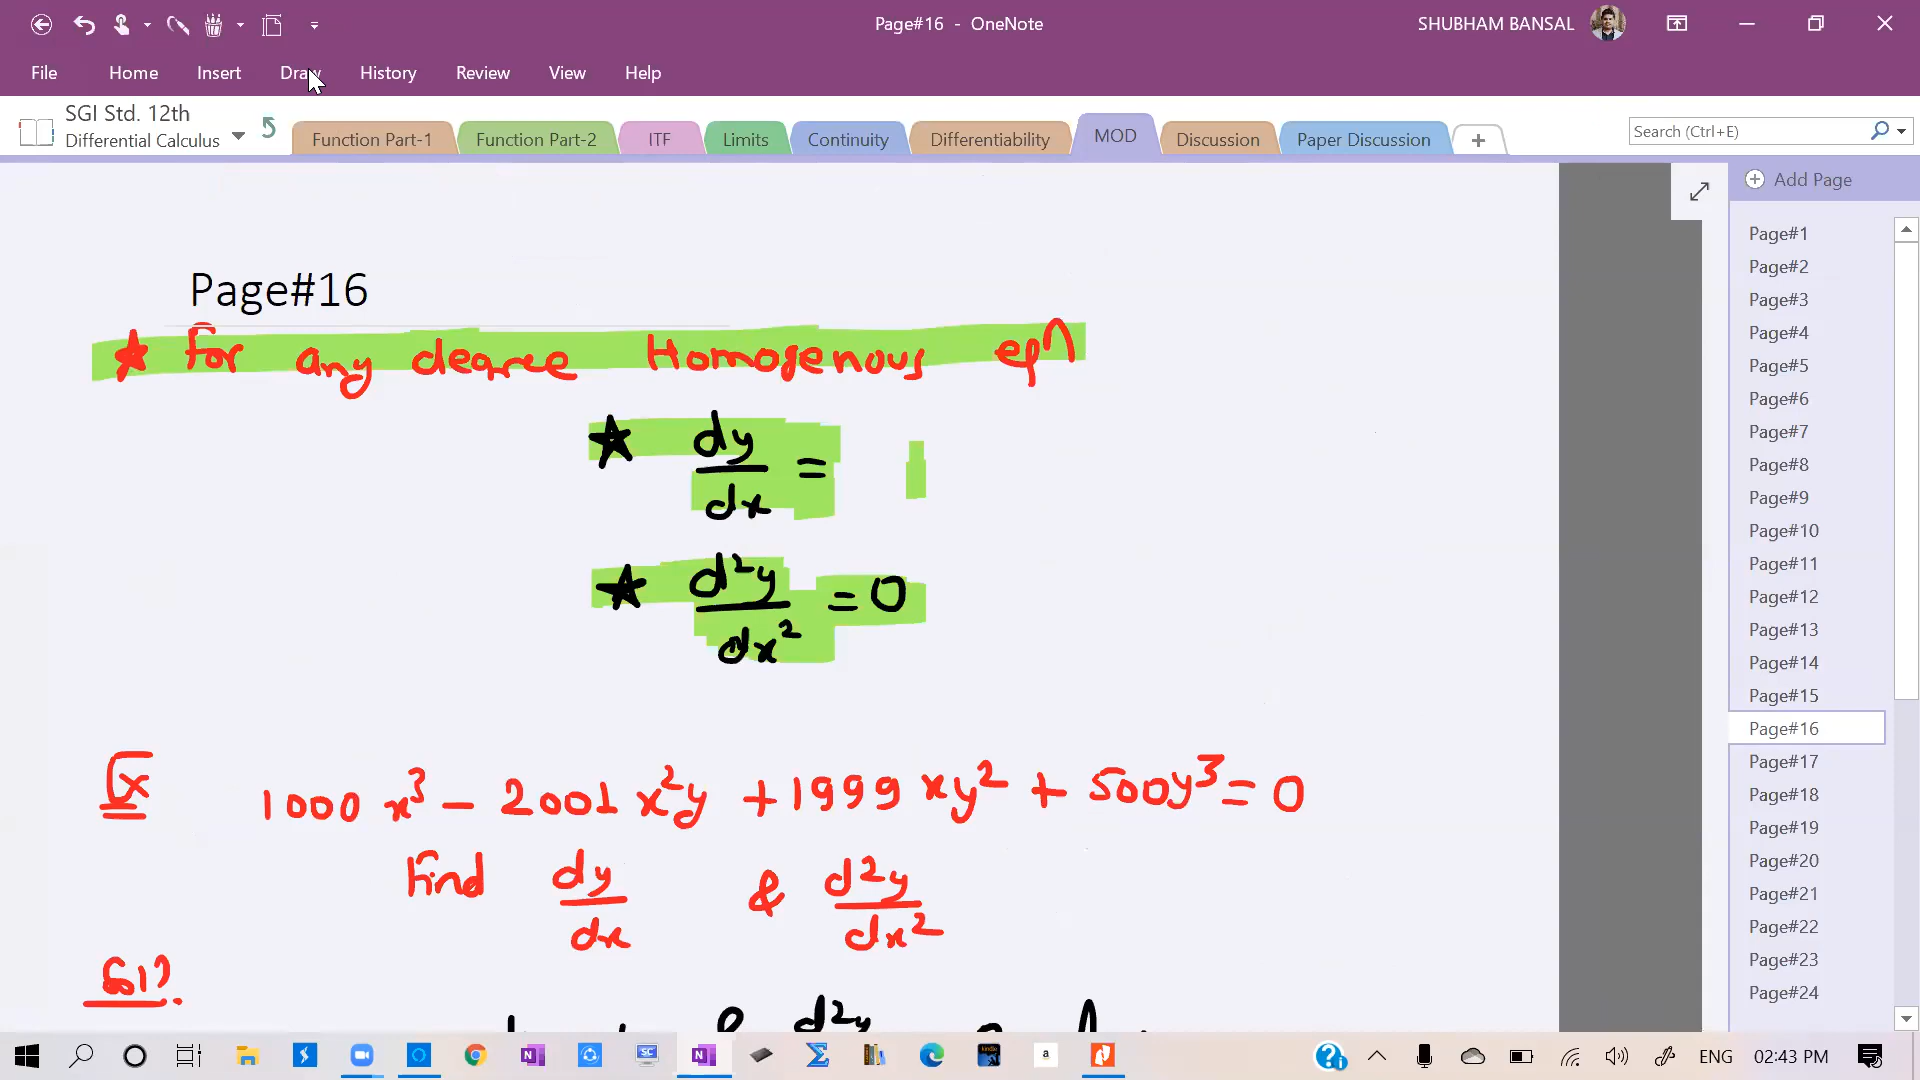 Page#16 - OneNote
SHUBHAM BANSAL
File Home Insert Draw History Review View Help
SGI Std. 12th
Differential Calculus
Function Part-1 Function Part-2 ITF Limits Continuity Differentiability MOD Discussion Paper Discussion
Search (Ctrl+E)
Add Page
Page#16
★ For any degree Homogenous eqⁿ
★ dy/dx =
★ d²y/dx² = 0
Ex 1000 x³ - 2001 x²y + 1999 xy² + 500y³ = 0
Find dy/dx & d²y/dx²
Sol?
Page#1
Page#2
Page#3
Page#4
Page#5
Page#6
Page#7
Page#8
Page#9
Page#10
Page#11
Page#12
Page#13
Page#14
Page#15
Page#16
Page#17
Page#18
Page#19
Page#20
Page#21
Page#22
Page#23
Page#24
ENG 02:43 PM